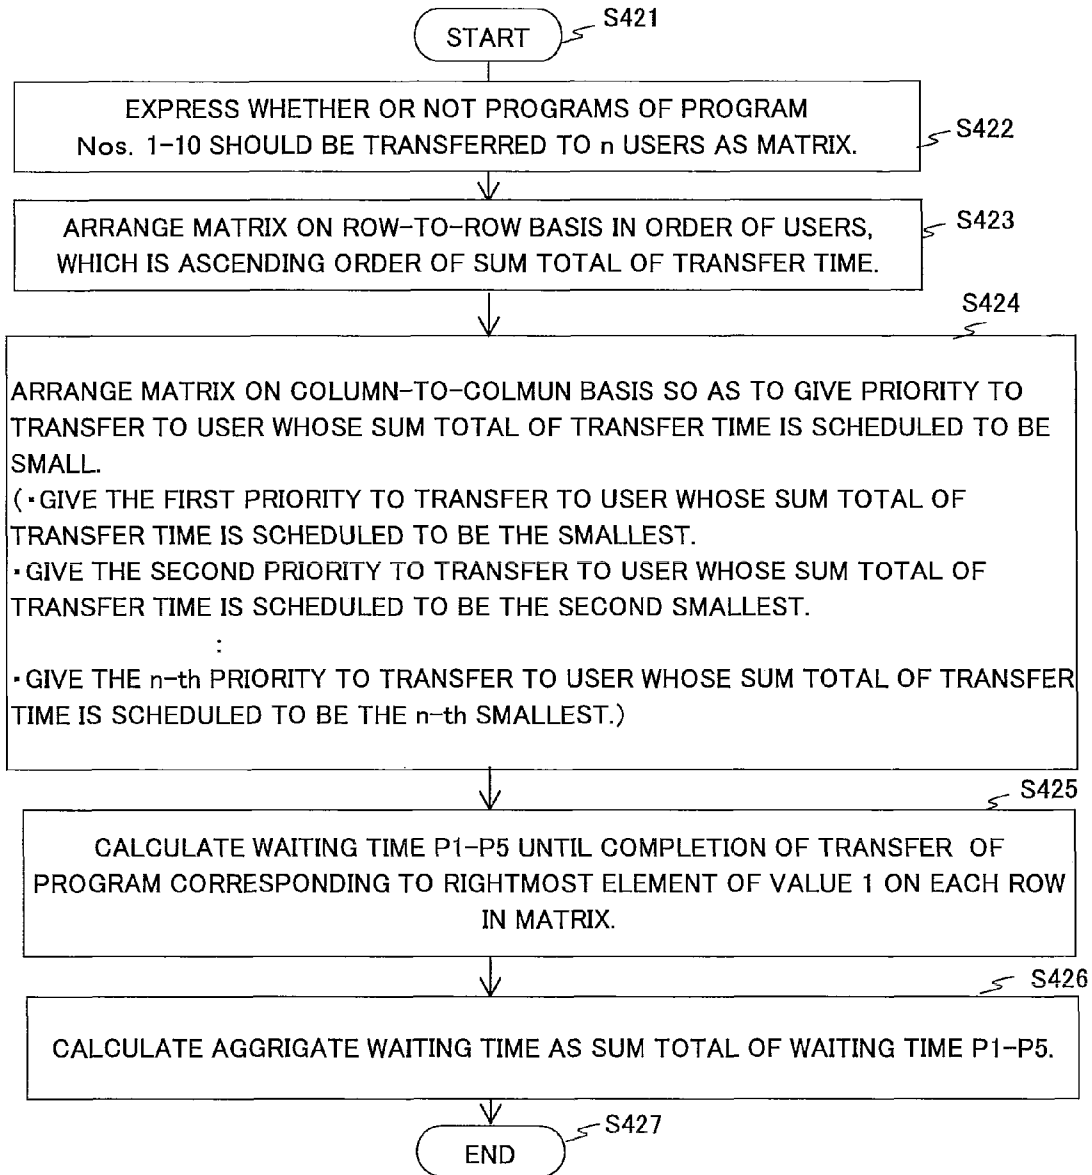 START
S421
EXPRESS WHETHER OR NOT PROGRAMS OF PROGRAM
Nos. 1-10 SHOULD BE TRANSFERRED TO n USERS AS MATRIX.
S422
ARRANGE MATRIX ON ROW-TO-ROW BASIS IN ORDER OF USERS,
WHICH IS ASCENDING ORDER OF SUM TOTAL OF TRANSFER TIME.
S423
S424
ARRANGE MATRIX ON COLUMN-TO-COLMUN BASIS SO AS TO GIVE PRIORITY TO
TRANSFER TO USER WHOSE SUM TOTAL OF TRANSFER TIME IS SCHEDULED TO BE
SMALL.
(・GIVE THE FIRST PRIORITY TO TRANSFER TO USER WHOSE SUM TOTAL OF
TRANSFER TIME IS SCHEDULED TO BE THE SMALLEST.
・GIVE THE SECOND PRIORITY TO TRANSFER TO USER WHOSE SUM TOTAL OF
TRANSFER TIME IS SCHEDULED TO BE THE SECOND SMALLEST.
:
・GIVE THE n-th PRIORITY TO TRANSFER TO USER WHOSE SUM TOTAL OF TRANSFER
TIME IS SCHEDULED TO BE THE n-th SMALLEST.)
S425
CALCULATE WAITING TIME P1-P5 UNTIL COMPLETION OF TRANSFER OF
PROGRAM CORRESPONDING TO RIGHTMOST ELEMENT OF VALUE 1 ON EACH ROW
IN MATRIX.
S426
CALCULATE AGGRIGATE WAITING TIME AS SUM TOTAL OF WAITING TIME P1-P5.
S427
END